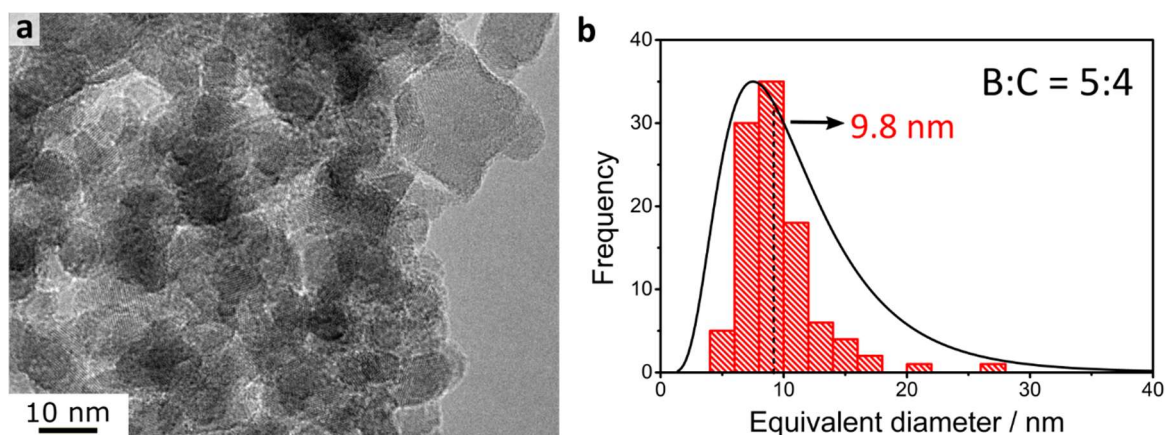 a
10 nm
b
B:C = 5:4
9.8 nm
40
30
20
10
0
Frequency
0 10 20 30 40
Equivalent diameter / nm